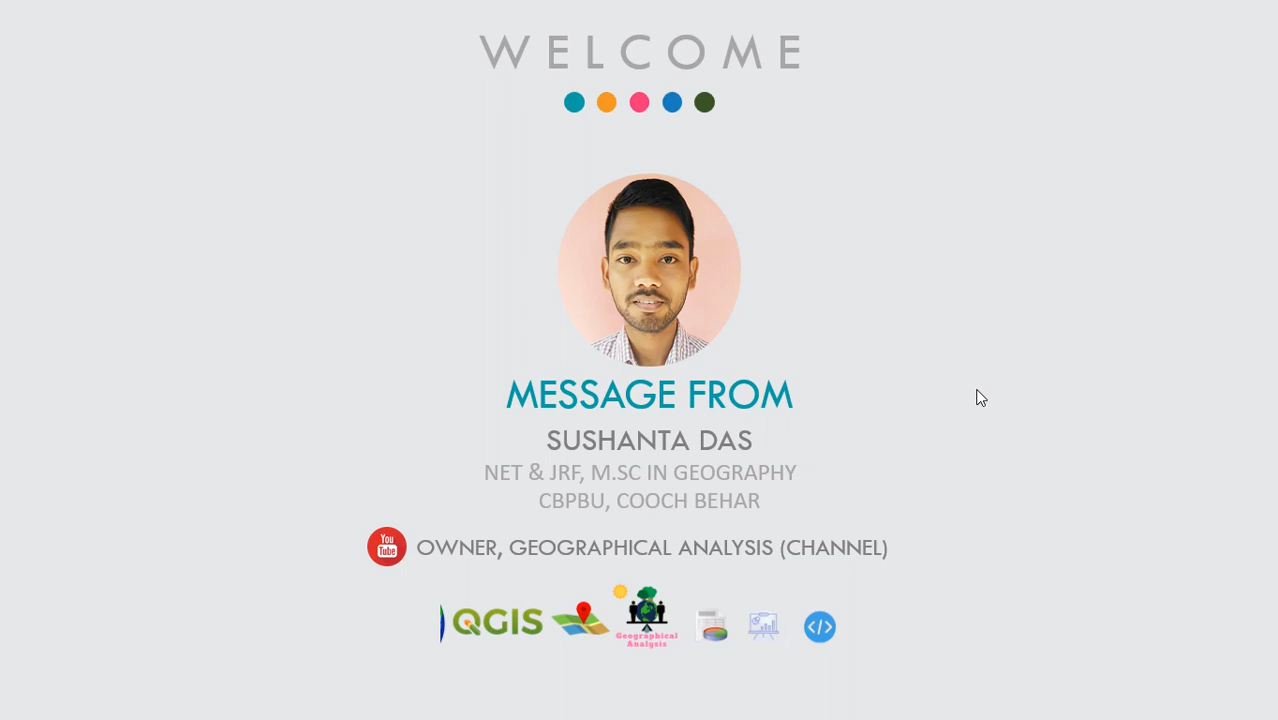 WELCOME
MESSAGE FROM
SUSHANTA DAS
NET & JRF, M.SC IN GEOGRAPHY
CBPBU, COOCH BEHAR
You Tube
OWNER, GEOGRAPHICAL ANALYSIS (CHANNEL)
QGIS
Geographical
Analysis